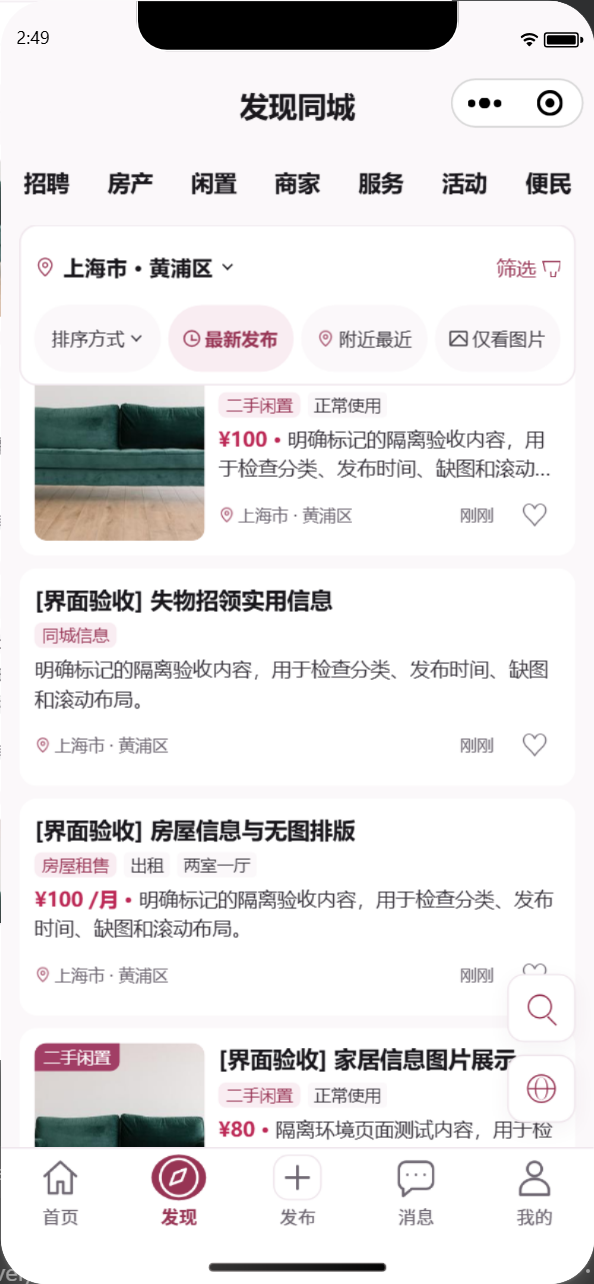 2:49
发现同城
招聘 房产 闲置 商家 服务 活动 便民
上海市 • 黄浦区 筛选
排序方式 最新发布 附近最近 仅看图片
二手闲置 正常使用
¥100 • 明确标记的隔离验收内容，用
于检查分类、发布时间、缺图和滚动...
上海市 · 黄浦区 刚刚
[界面验收] 失物招领实用信息
同城信息
明确标记的隔离验收内容，用于检查分类、发布时间、缺图
和滚动布局。
上海市 · 黄浦区 刚刚
[界面验收] 房屋信息与无图排版
房屋租售 出租 两室一厅
¥100 /月 • 明确标记的隔离验收内容，用于检查分类、发布
时间、缺图和滚动布局。
上海市 · 黄浦区 刚刚
二手闲置
[界面验收] 家居信息图片展示
二手闲置 正常使用
¥80 • 隔离环境页面测试内容，用于检
首页 发现 发布 消息 我的